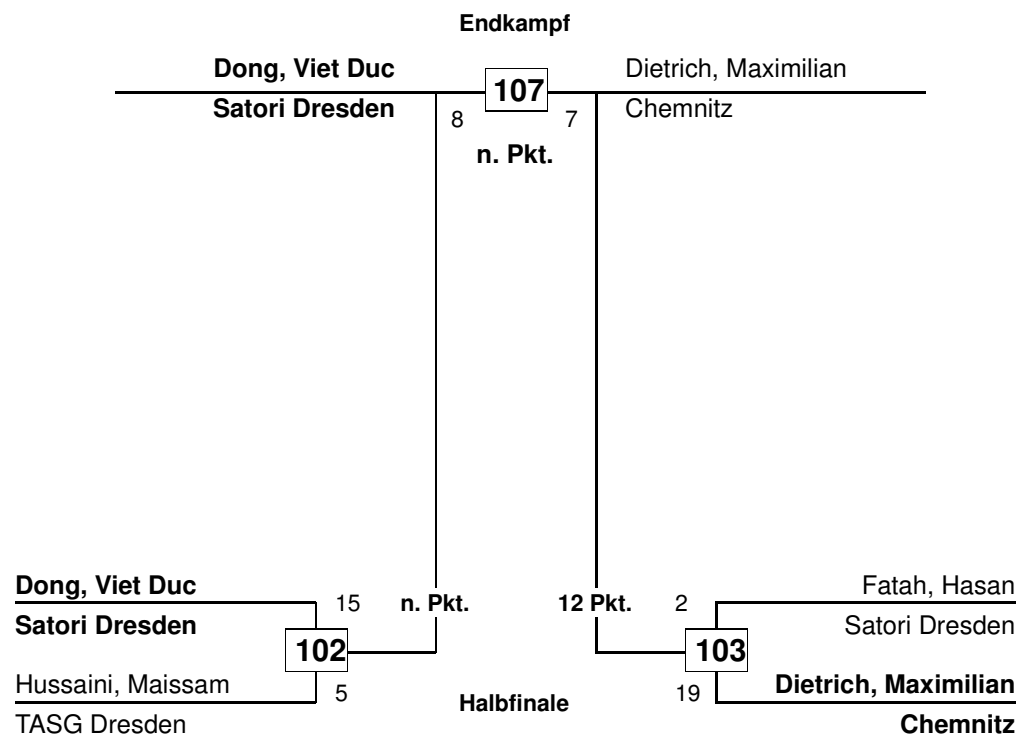 Endkampf
Dong, Viet Duc
Satori Dresden
107
Dietrich, Maximilian
Chemnitz
8
7
n. Pkt.
Dong, Viet Duc
Satori Dresden
15
n. Pkt.
102
Hussaini, Maissam
TASG Dresden
5
Halbfinale
12 Pkt.
2
Fatah, Hasan
Satori Dresden
103
19
Dietrich, Maximilian
Chemnitz